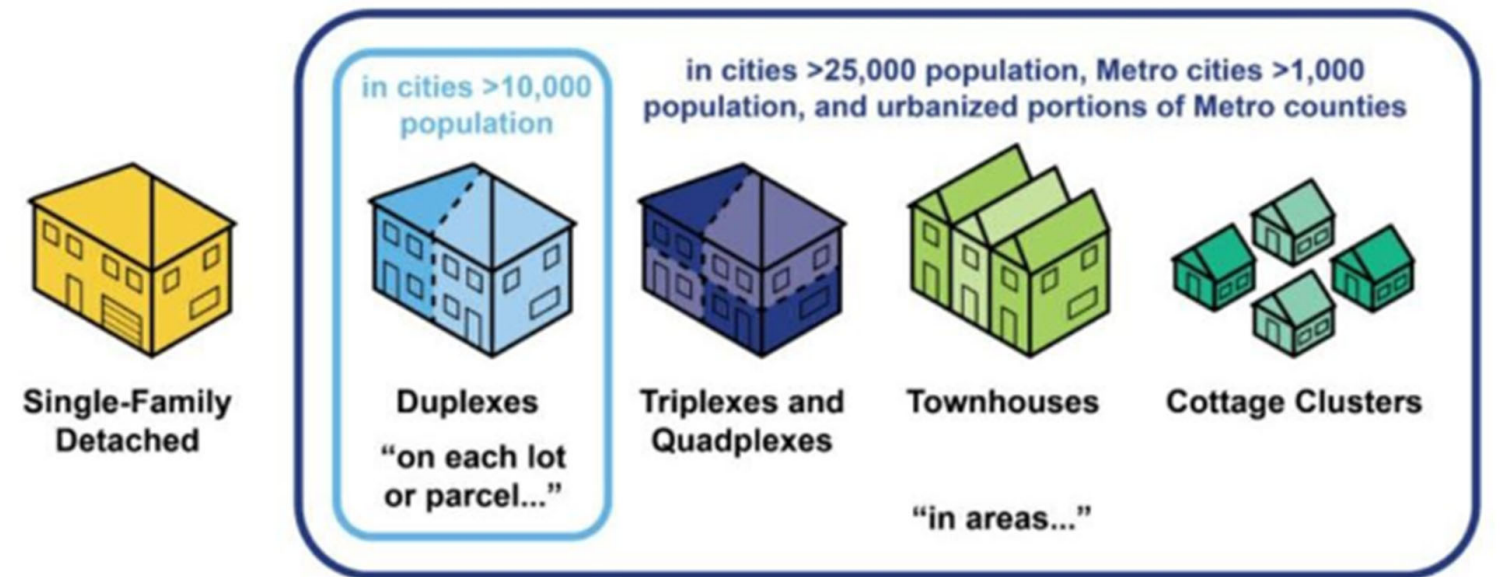 in cities >10,000
population
in cities >25,000 population, Metro cities >1,000
population, and urbanized portions of Metro counties
Single-Family
Detached
Duplexes
“on each lot
or parcel...”
Triplexes and
Quadplexes
Townhouses
Cottage Clusters
“in areas...”